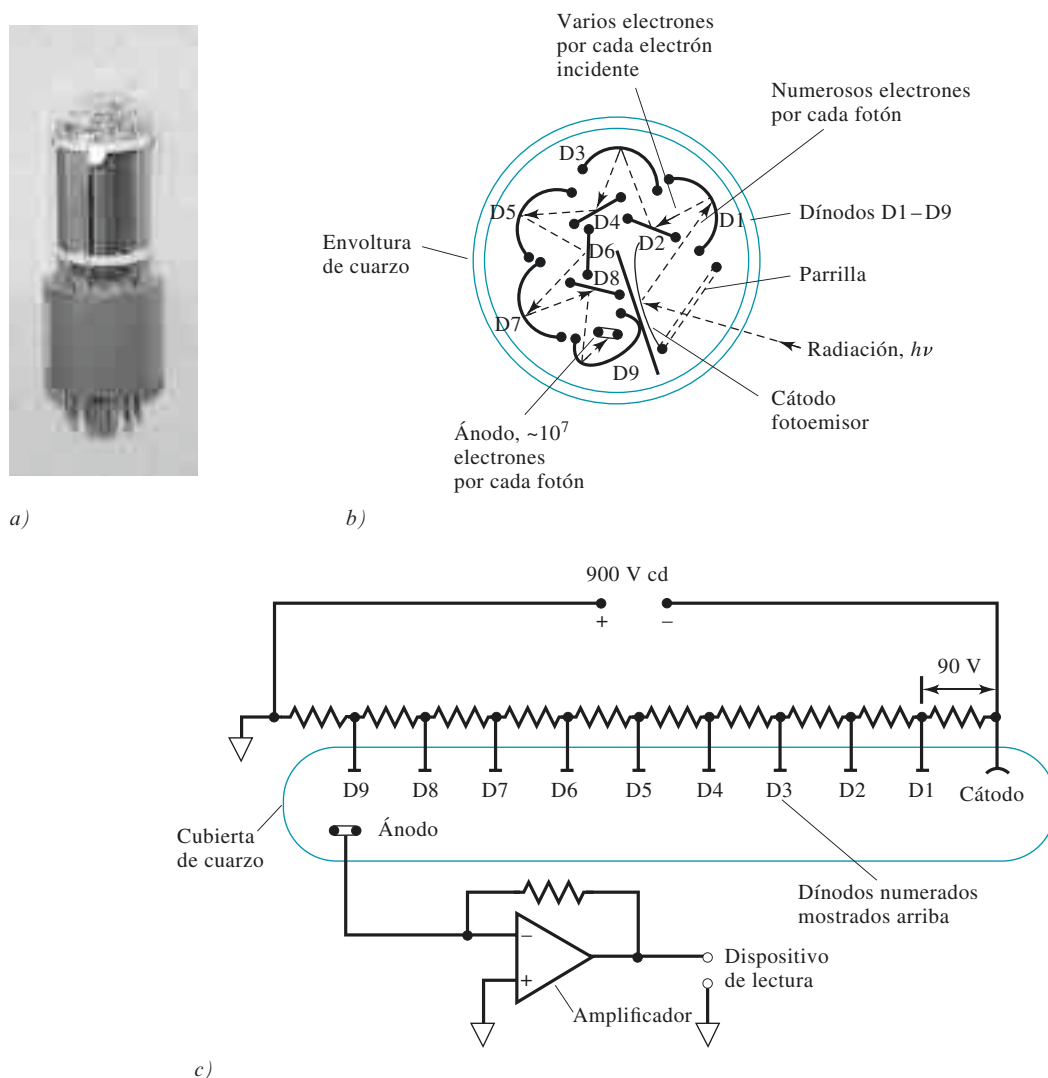 Varios electrones
por cada electrón
incidente
Numerosos electrones
por cada fotón
D3
D5
D4
D1
D2
Dínodos D1–D9
Envoltura
de cuarzo
D6
Parrilla
D8
D7
Radiación, hν
D9
Cátodo
fotoemisor
Ánodo, ~10⁷
electrones
por cada fotón
a)
b)
900 V cd
+ −
90 V
D9 D8 D7 D6 D5 D4 D3 D2 D1 Cátodo
Ánodo
Cubierta
de cuarzo
Dínodos numerados
mostrados arriba
−
+
Dispositivo
de lectura
Amplificador
c)